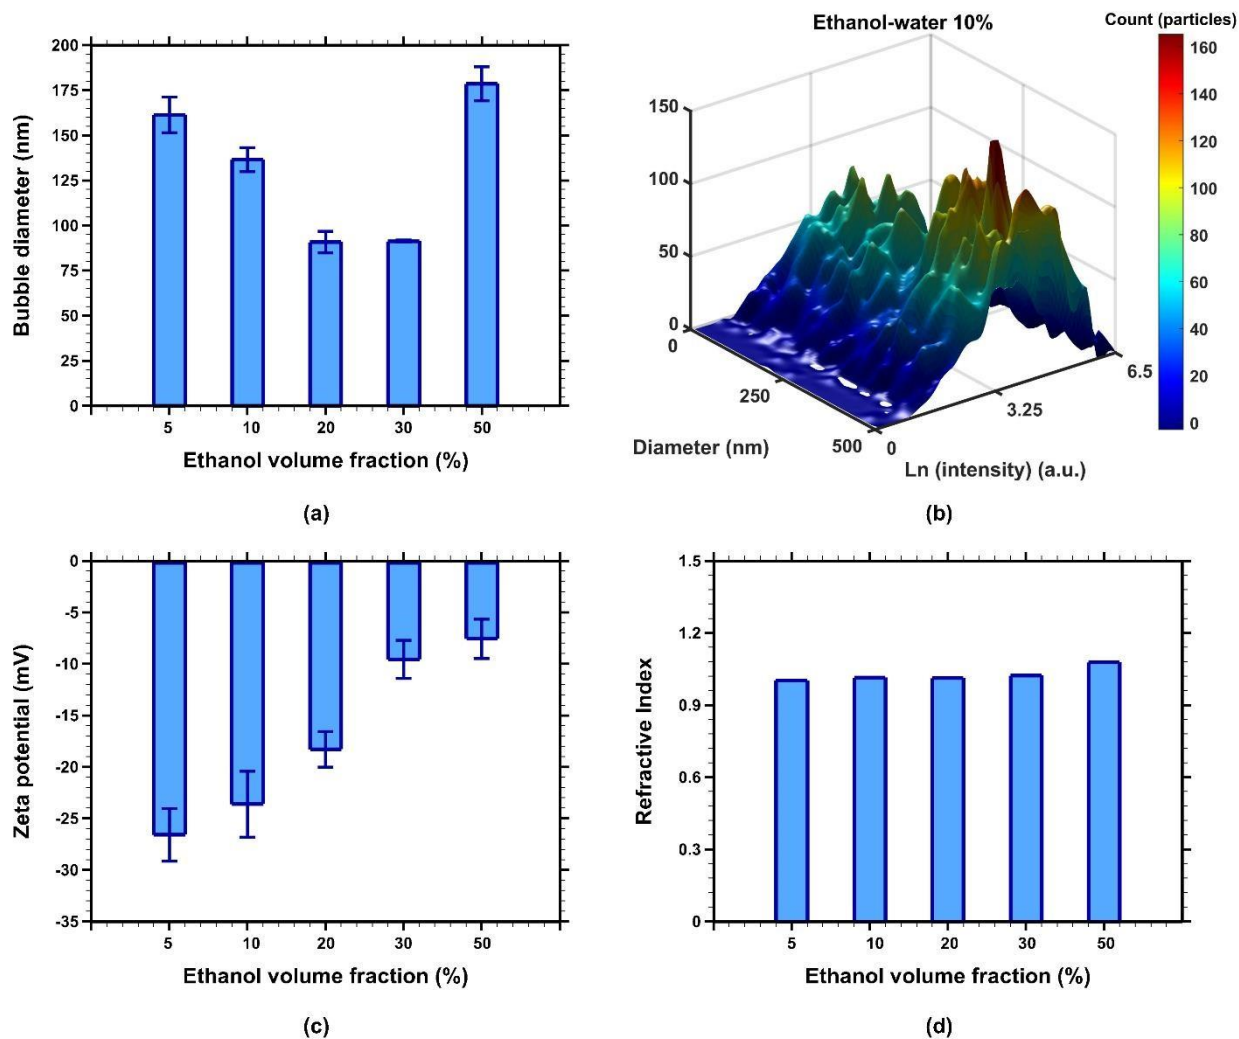 200
175
150
125
100
75
50
25
0
Bubble diameter (nm)
5 10 20 30 50
Ethanol volume fraction (%)
(a)
Ethanol-water 10%
Count (particles)
150
100
50
0
0
250
500
Diameter (nm)
0
3.25
6.5
Ln (intensity) (a.u.)
160
140
120
100
80
60
40
20
0
(b)
0
-5
-10
-15
-20
-25
-30
-35
Zeta potential (mV)
5 10 20 30 50
Ethanol volume fraction (%)
(c)
1.5
1.2
0.9
0.6
0.3
0
Refractive Index
5 10 20 30 50
Ethanol volume fraction (%)
(d)